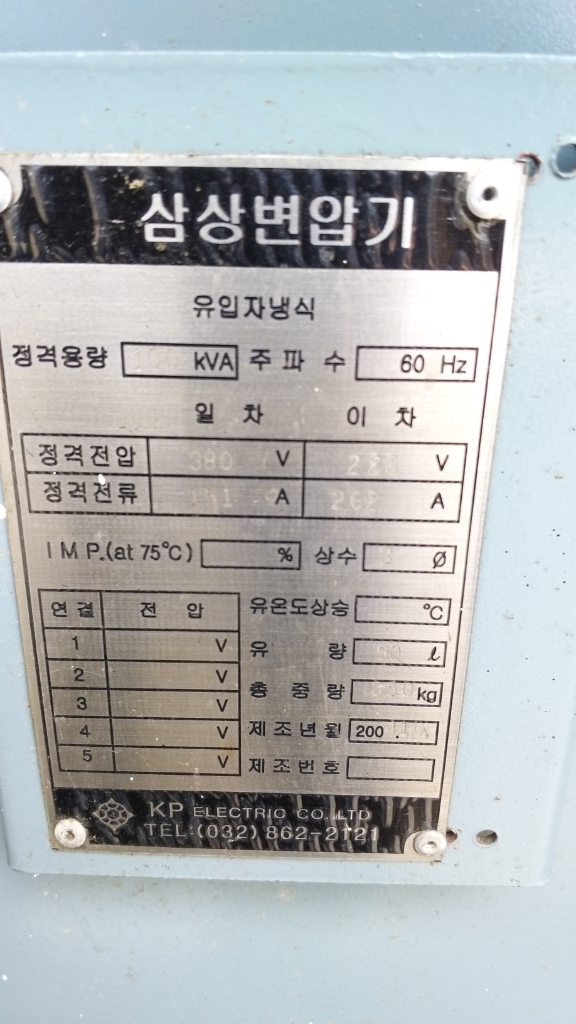 삼상변압기
유입자냉식
정격용량 kVA 주파수 60 Hz
일차 이차
정격전압 380 V V
정격전류 A 262 A
IMP.(at 75℃) % 상수 3 Ø
연결 전압 유온도상승 ℃
1 V 유량 90 ℓ
2 V 총중량 kg
3 V 제조년월 200 .
4 V 제조번호
5 V
KP ELECTRIC CO.,LTD
TEL:(032) 862-2121